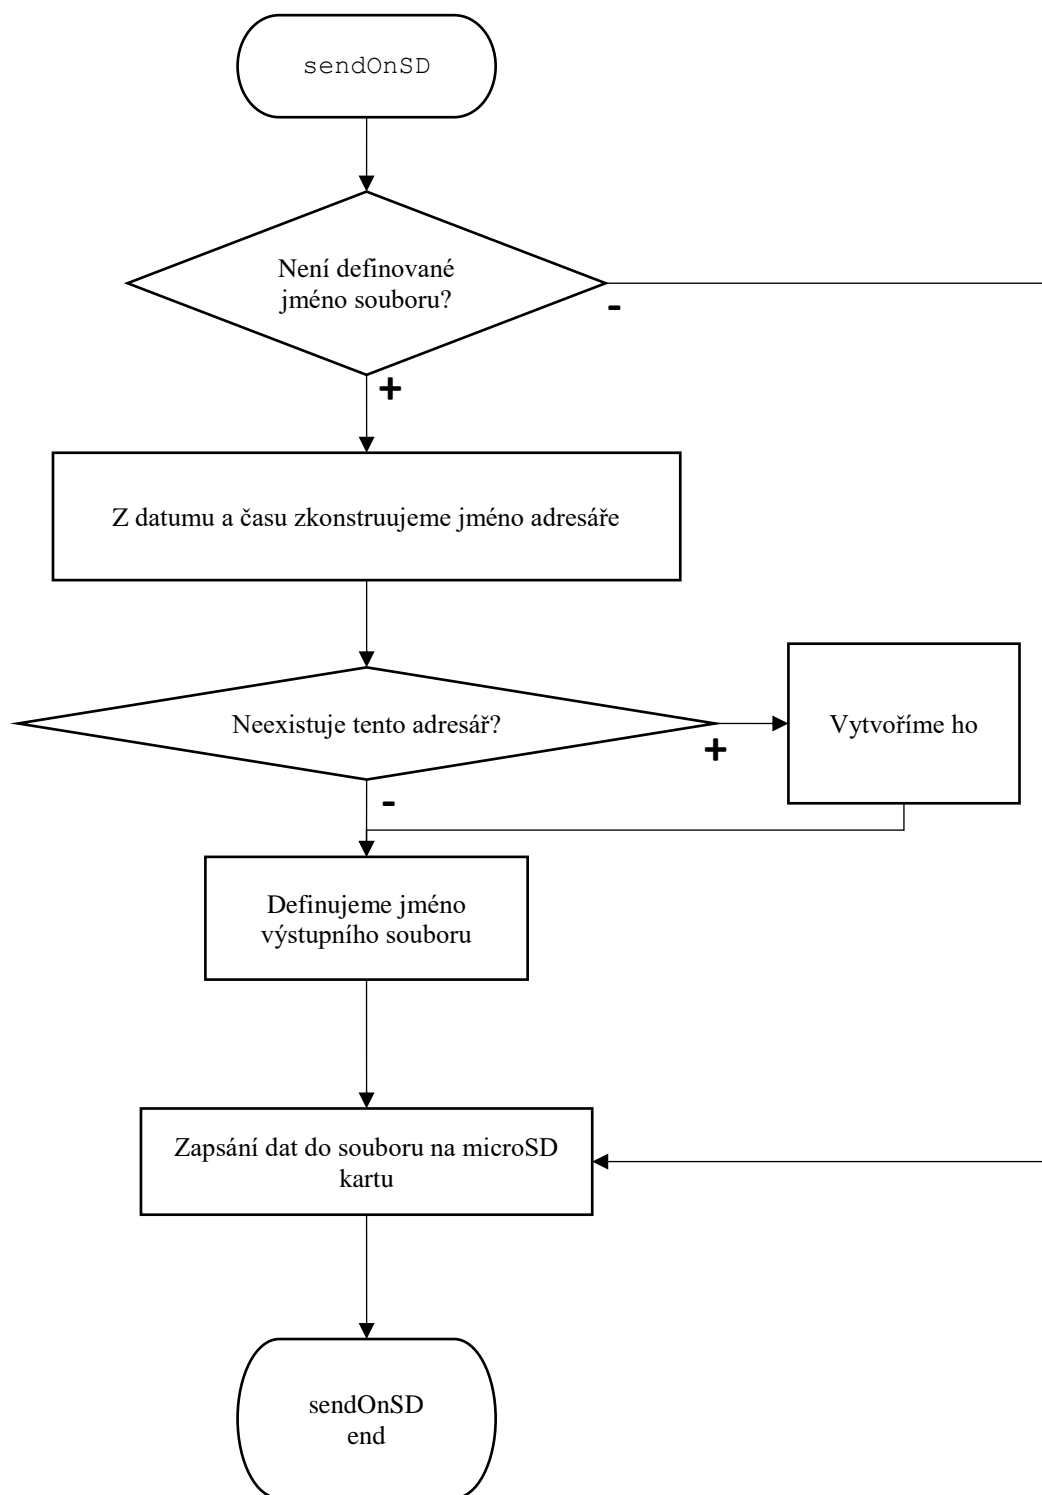 sendOnSD
Není definované
jméno souboru?
-
+
Z datumu a času zkonstruujeme jméno adresáře
Neexistuje tento adresář?
+
Vytvoříme ho
-
Definujeme jméno
výstupního souboru
Zapsání dat do souboru na microSD
kartu
sendOnSD
end